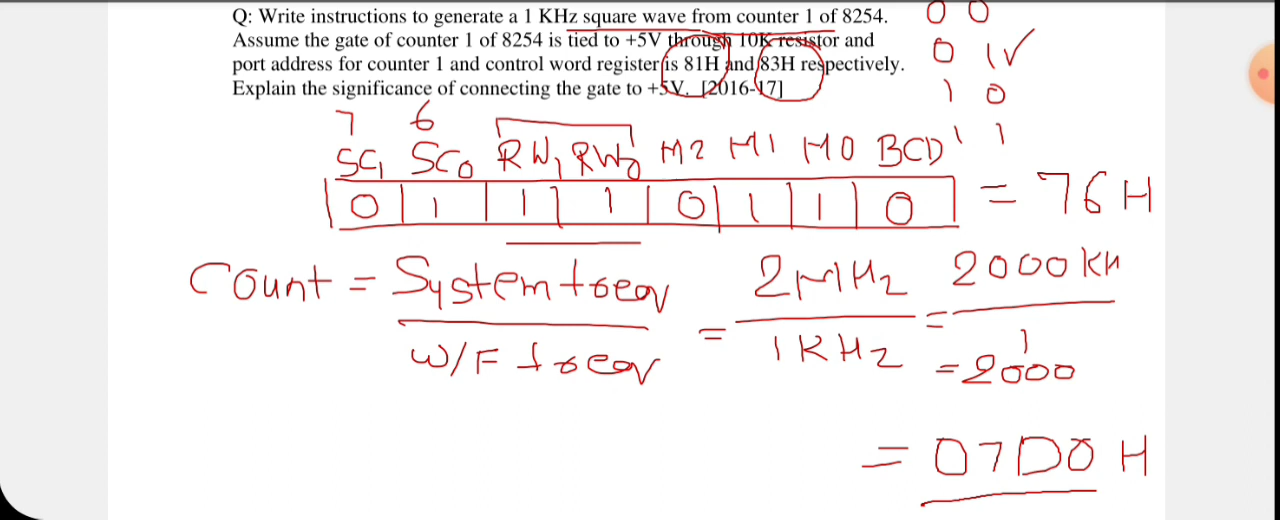 Q: Write instructions to generate a 1 KHz square wave from counter 1 of 8254.
Assume the gate of counter 1 of 8254 is tied to +5V through 10K resistor and
port address for counter 1 and control word register is 81H and 83H respectively.
Explain the significance of connecting the gate to +5V. [2016-17]
0 0
0 1✓
1 0
1 1
7 6
SC1 SC0 RW1 RW0 M2 M1 M0 BCD
0 1 1 1 0 1 1 0 = 76H
Count = System freqv / W/F freqv = 2MHz / 1KHz = 2000KH / 1
= 2000
= 07D0 H